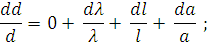 dd/d = 0 + dλ/λ + dl/l + da/a ;